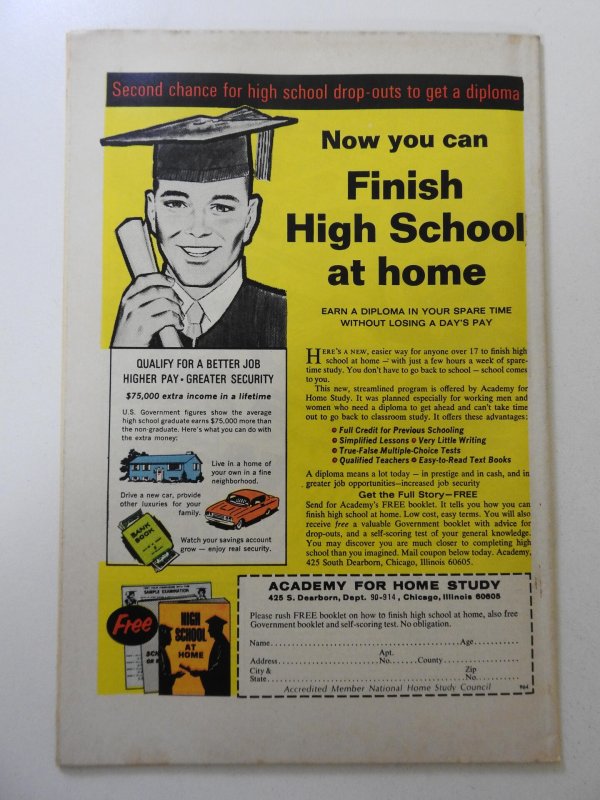 Second chance for high school drop-outs to get a diploma
Now you can
Finish
High School
at home
EARN A DIPLOMA IN YOUR SPARE TIME
WITHOUT LOSING A DAY'S PAY
QUALIFY FOR A BETTER JOB
HIGHER PAY • GREATER SECURITY
$75,000 extra income in a lifetime
U.S. Government figures show the average
high school graduate earns $75,000 more than
the non-graduate. Here's what you can do with
the extra money:
Live in a home of
your own in a fine
neighborhood.
Drive a new car, provide
other luxuries for your
family.
BANK
BOOK
Watch your savings account
grow — enjoy real security.
HERE'S A NEW, easier way for anyone over 17 to finish high
school at home — with just a few hours a week of spare-
time study. You don't have to go back to school — school comes
to you.
This new, streamlined program is offered by Academy for
Home Study. It was planned especially for working men and
women who need a diploma to get ahead and can't take time
out to go back to classroom study. It offers these advantages:
• Full Credit for Previous Schooling
• Simplified Lessons • Very Little Writing
• True-False Multiple-Choice Tests
• Qualified Teachers • Easy-to-Read Text Books
A diploma means a lot today – in prestige and in cash, and in
greater job opportunities—increased job security
Get the Full Story—FREE
Send for Academy's FREE booklet. It tells you how you can
finish high school at home. Low cost, easy terms. You will also
receive free a valuable Government booklet with advice for
drop-outs, and a self-scoring test of your general knowledge.
You may discover you are much closer to completing high
school than you imagined. Mail coupon below today. Academy,
425 South Dearborn, Chicago, Illinois 60605.
SAMPLE EXAMINATION
Free
HIGH
SCHOOL
AT
HOME
ACADEMY FOR HOME STUDY
425 S. Dearborn, Dept. 90-914, Chicago, Illinois 60605
Please rush FREE booklet on how to finish high school at home, also free
Government booklet and self-scoring test. No obligation.
Name.......................................................Age...........
Apt.
Address..........................No......County..................
City & Zip
State.......................................................No..........
Accredited Member National Home Study Council
964